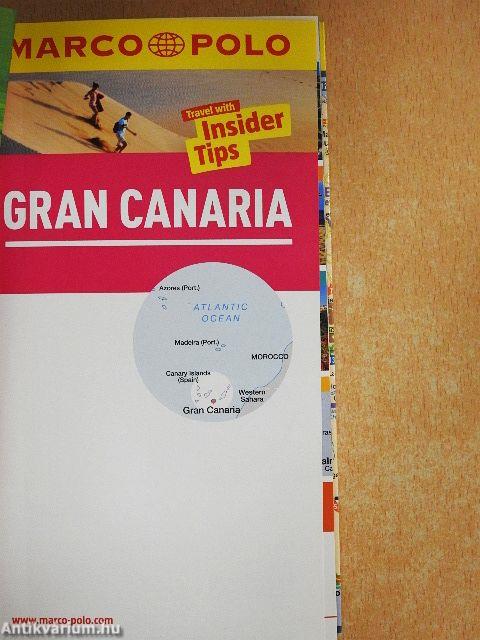 MARCO POLO
Travel with
Insider
Tips
GRAN CANARIA
Azores (Port.)
ATLANTIC
OCEAN
Madeira (Port.)
MOROCCO
Canary Islands
(Spain)
Western
Sahara
Gran Canaria
www.marco-polo.com
Antikvarium.hu